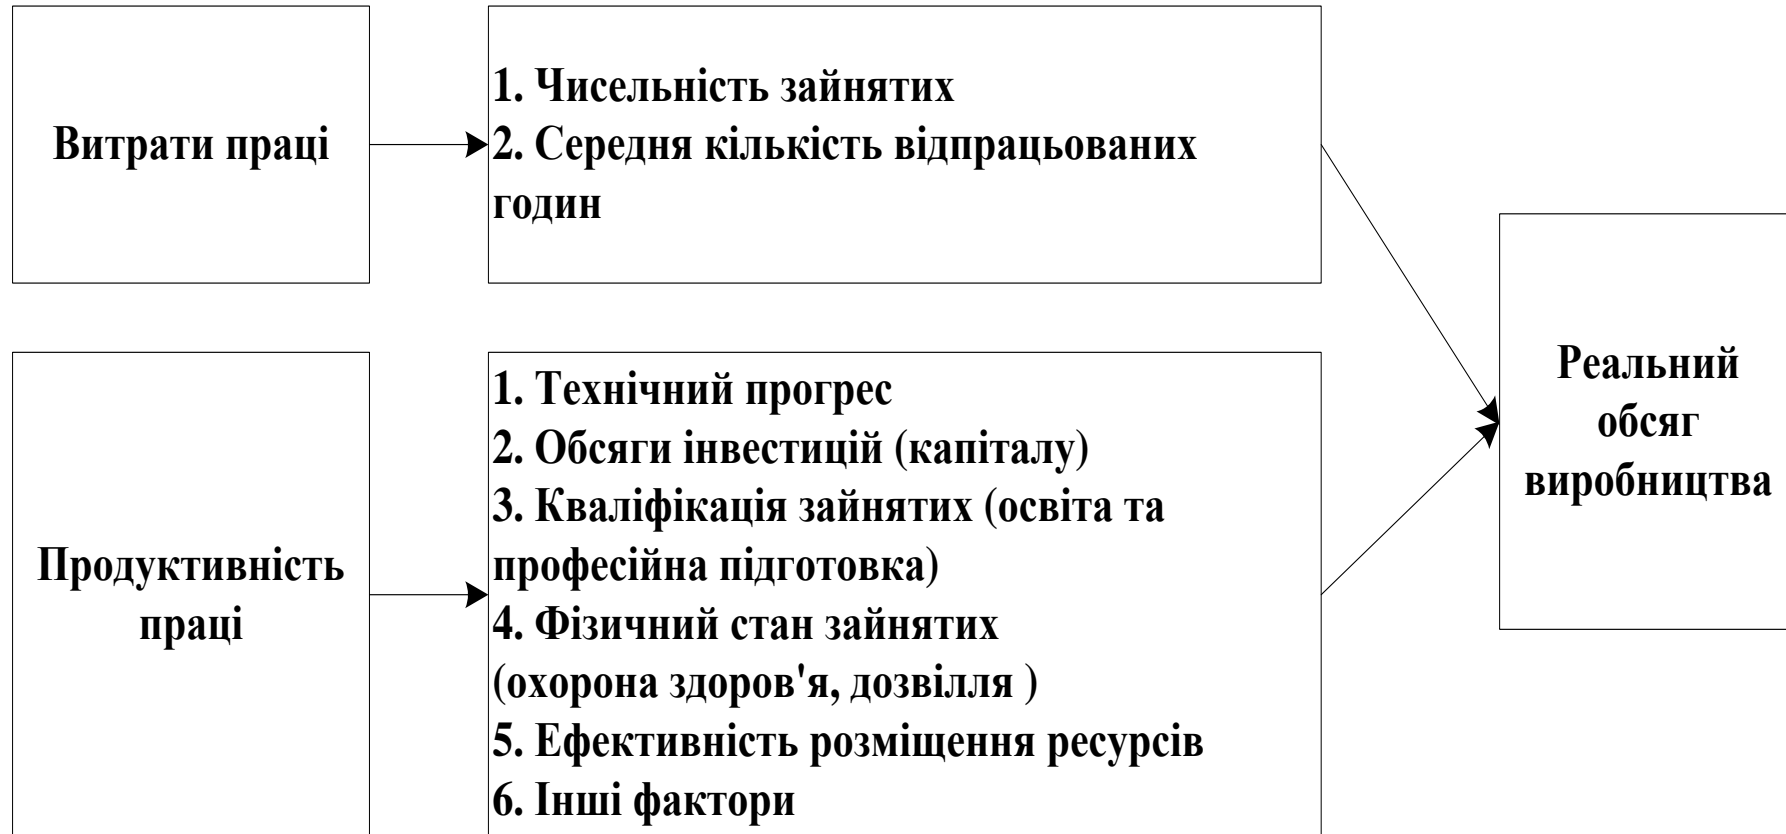 Витрати праці
1. Чисельність зайнятих
2. Середня кількість відпрацьованих
годин
Продуктивність
праці
1. Технічний прогрес
2. Обсяги інвестицій (капіталу)
3. Кваліфікація зайнятих (освіта та
професійна підготовка)
4. Фізичний стан зайнятих
(охорона здоров'я, дозвілля )
5. Ефективність розміщення ресурсів
6. Інші фактори
Реальний
обсяг
виробництва